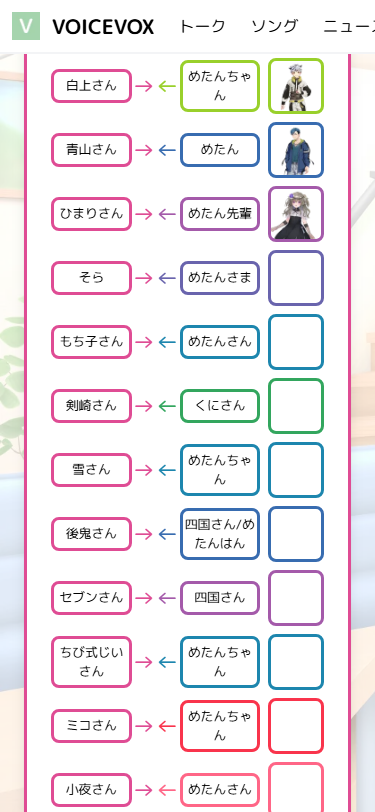 V VOICEVOX トーク ソング ニュース
白上さん → ← めたんちゃ
ん
青山さん → ← めたん
ひまりさん → ← めたん先輩
そら → ← めたんさま
もち子さん → ← めたんさん
剣崎さん → ← くにさん
雪さん → ← めたんちゃ
ん
後鬼さん → ← 四国さん/め
たんはん
セブンさん → ← 四国さん
ちび式じい
さん → ← めたんちゃ
ん
ミコさん → ← めたんちゃ
ん
小夜さん → ← めたんさん